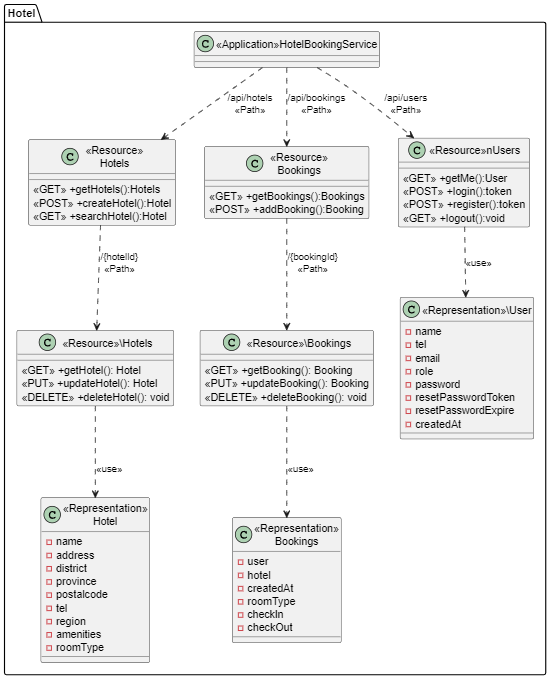 Hotel
C «Application»HotelBookingService
/api/hotels
«Path»
/api/bookings
«Path»
/api/users
«Path»
C «Resource»
Hotels
«GET» +getHotels():Hotels
«POST» +createHotel():Hotel
«GET» +searchHotel():Hotel
C «Resource»
Bookings
«GET» +getBookings():Bookings
«POST» +addBooking():Booking
C «Resource»nUsers
«GET» +getMe():User
«POST» +login():token
«POST» +register():token
«GET» +logout():void
/{hotelId}
«Path»
/{bookingId}
«Path»
«use»
C «Resource»\Hotels
«GET» +getHotel(): Hotel
«PUT» +updateHotel(): Hotel
«DELETE» +deleteHotel(): void
C «Resource»\Bookings
«GET» +getBooking(): Booking
«PUT» +updateBooking(): Booking
«DELETE» +deleteBooking(): void
C «Representation»\User
name
tel
email
role
password
resetPasswordToken
resetPasswordExpire
createdAt
«use»
«use»
C «Representation»
Hotel
name
address
district
province
postalcode
tel
region
amenities
roomType
C «Representation»
Bookings
user
hotel
createdAt
roomType
checkIn
checkOut